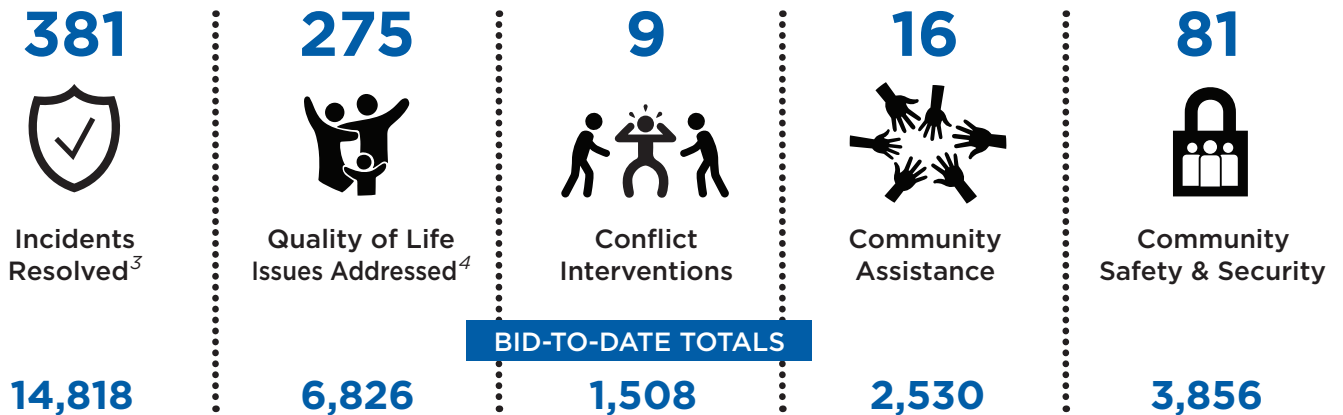 381
275
9
16
81
Incidents
Resolved3
Quality of Life
Issues Addressed4
Conflict
Interventions
Community
Assistance
Community
Safety & Security
BID-TO-DATE TOTALS
14,818
6,826
1,508
2,530
3,856